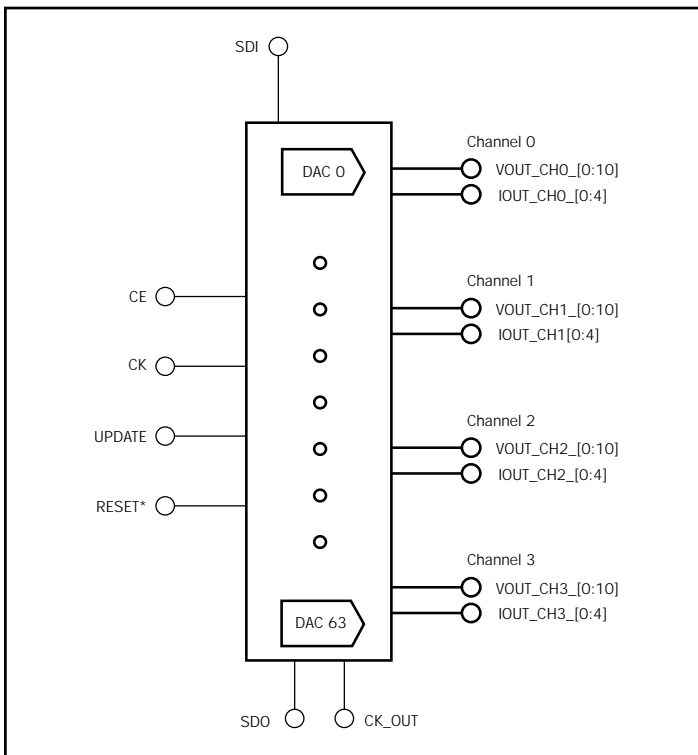 SDI
DAC 0
Channel 0
VOUT_CH0_[0:10]
IOUT_CH0_[0:4]
Channel 1
CE
VOUT_CH1_[0:10]
IOUT_CH1[0:4]
CK
Channel 2
UPDATE
VOUT_CH2_[0:10]
IOUT_CH2_[0:4]
RESET*
Channel 3
VOUT_CH3_[0:10]
IOUT_CH3_[0:4]
DAC 63
SDO
CK_OUT